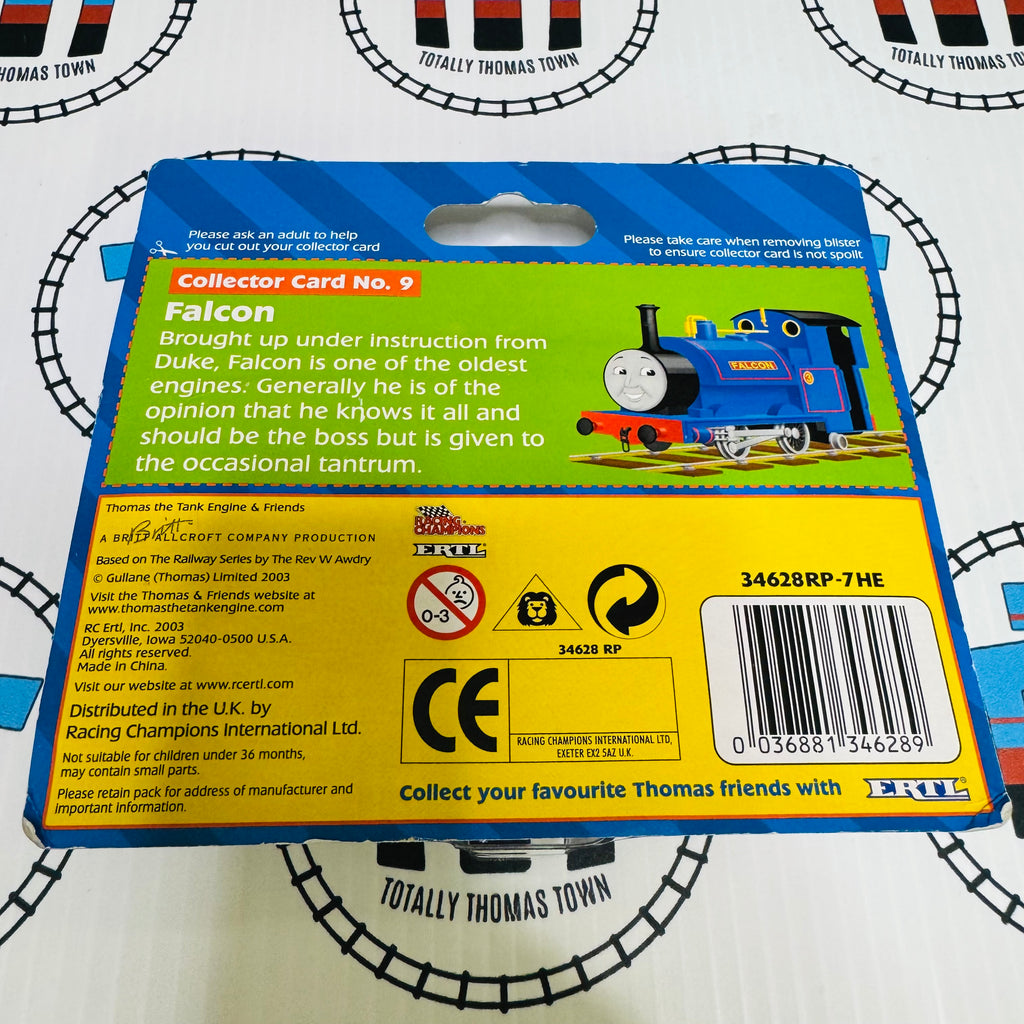 TOTALLY THOMAS TOWN
TOTALLY THOMAS TOWN
HOMAS TOWN
Please ask an adult to help
you cut out your collector card
Please take care when removing blister
to ensure collector card is not spoilt
Collector Card No. 9
Falcon
Brought up under instruction from
Duke, Falcon is one of the oldest
engines. Generally he is of the
opinion that he knows it all and
should be the boss but is given to
the occasional tantrum.
FALCON
3
Thomas the Tank Engine & Friends
A BRITT ALLCROFT COMPANY PRODUCTION
Based on The Railway Series by The Rev W Awdry
© Gullane (Thomas) Limited 2003
Visit the Thomas & Friends website at
www.thomasthetankengine.com
RC Ertl, Inc. 2003
Dyersville, Iowa 52040-0500 U.S.A.
All rights reserved.
Made in China.
Visit our website at www.rcertl.com
Distributed in the U.K. by
Racing Champions International Ltd.
Not suitable for children under 36 months,
may contain small parts.
Please retain pack for address of manufacturer and
important information.
RACING
CHAMPIONS
ERTL
0-3
34628 RP
CE
RACING CHAMPIONS INTERNATIONAL LTD,
EXETER EX2 5AZ U.K.
34628RP-7HE
0 036881 346289
Collect your favourite Thomas friends with ERTL®
TOTALLY THOMAS TOWN